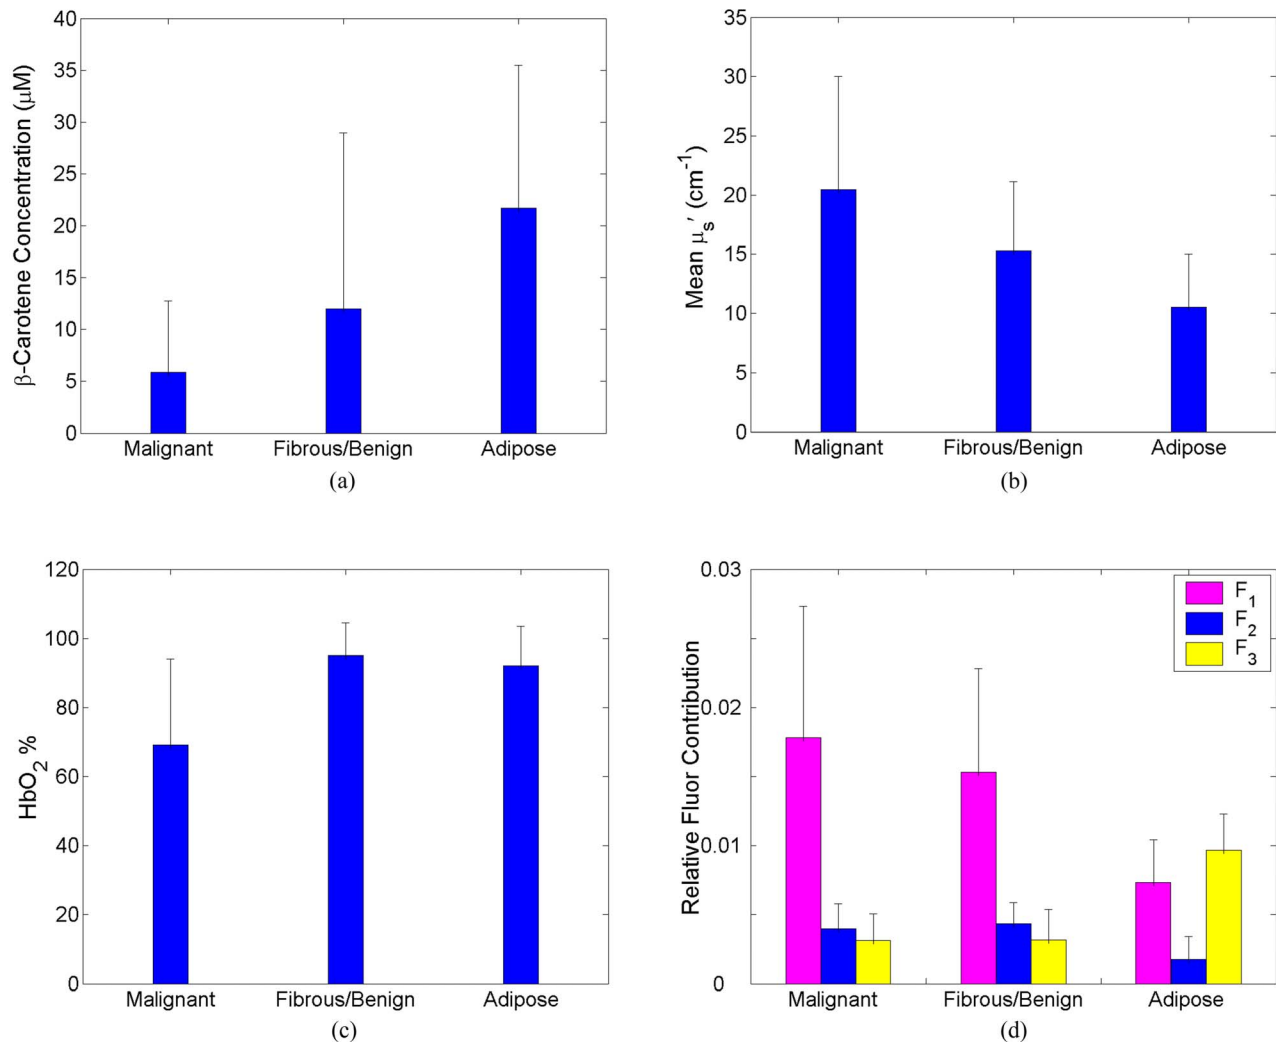 40
35
30
25
20
15
10
5
0
β-Carotene Concentration (μM)
Malignant Fibrous/Benign Adipose
(a)
35
30
25
20
15
10
5
0
Mean μs′ (cm-1)
Malignant Fibrous/Benign Adipose
(b)
120
100
80
60
40
20
0
HbO2 %
Malignant Fibrous/Benign Adipose
(c)
0.03
0.02
0.01
0
Relative Fluor Contribution
F1
F2
F3
Malignant Fibrous/Benign Adipose
(d)